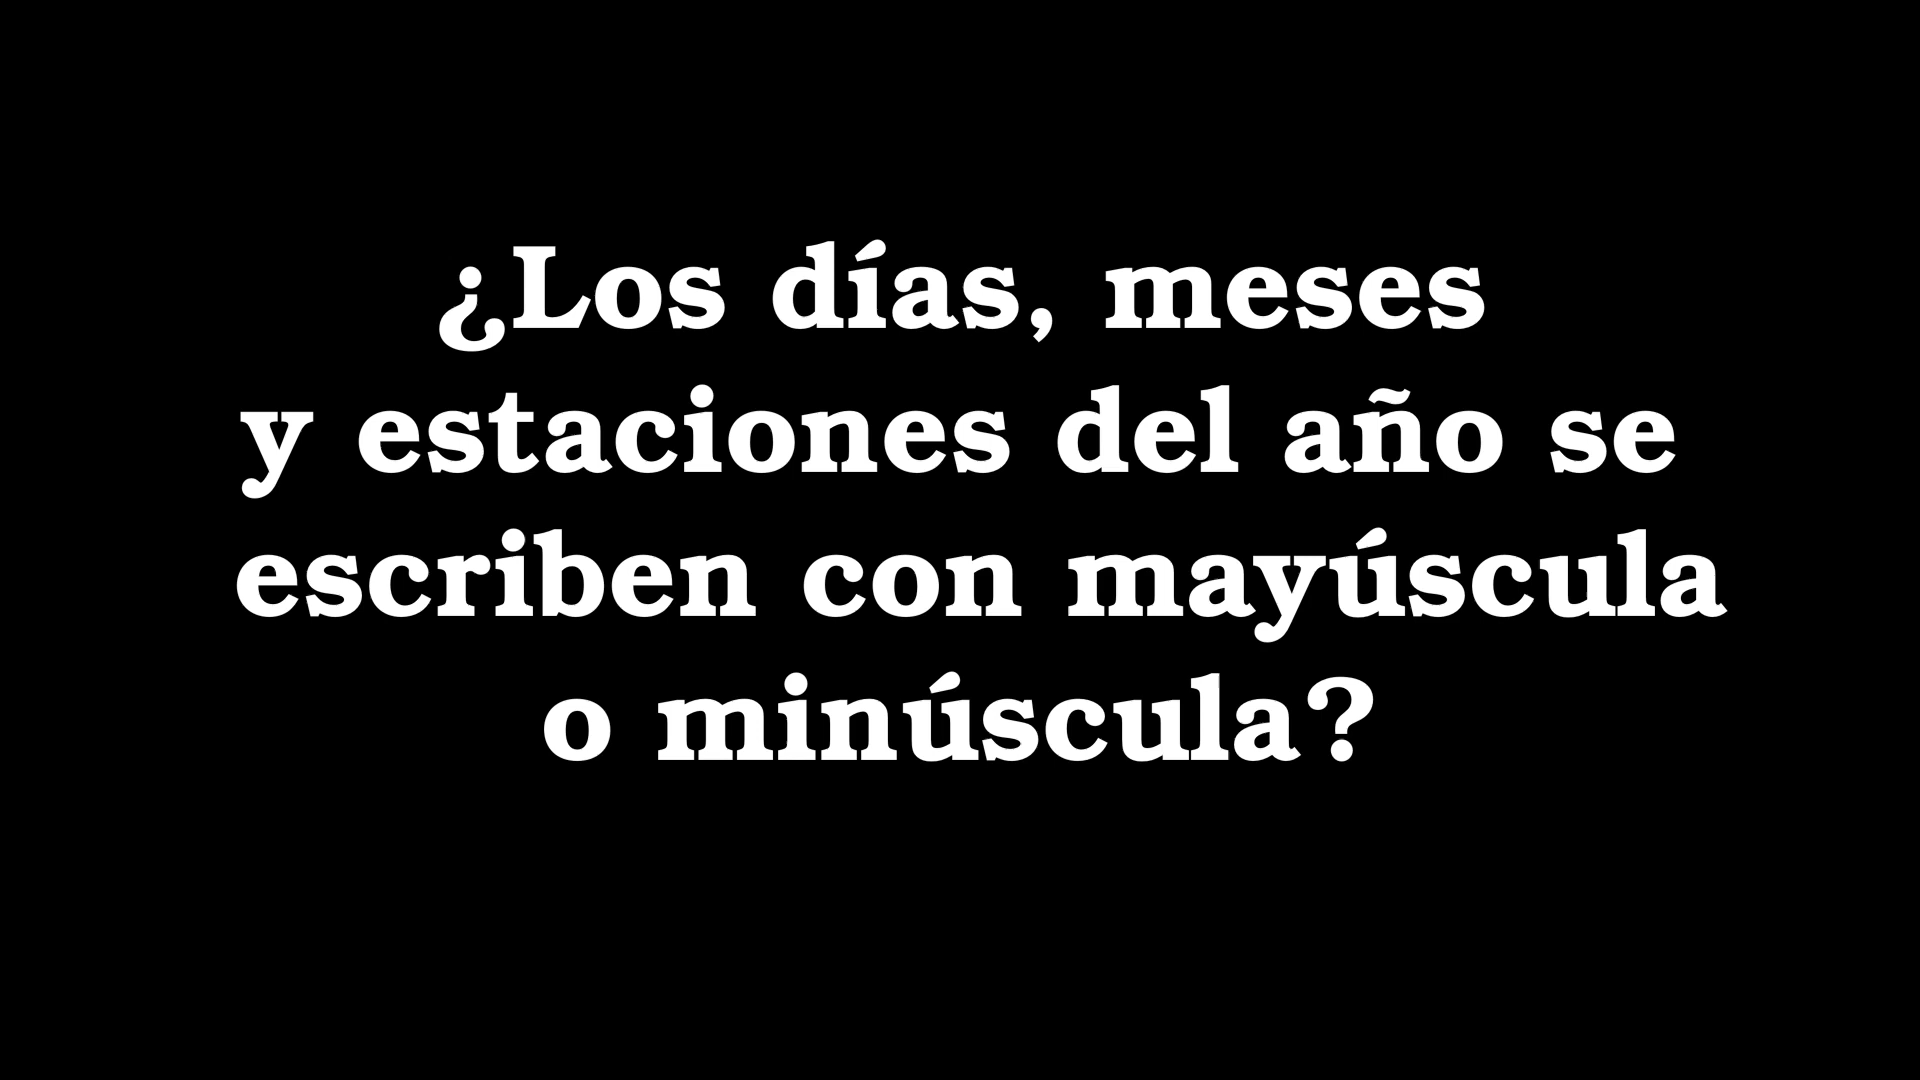 ¿Los días, meses
y estaciones del año se
escriben con mayúscula
o minúscula?